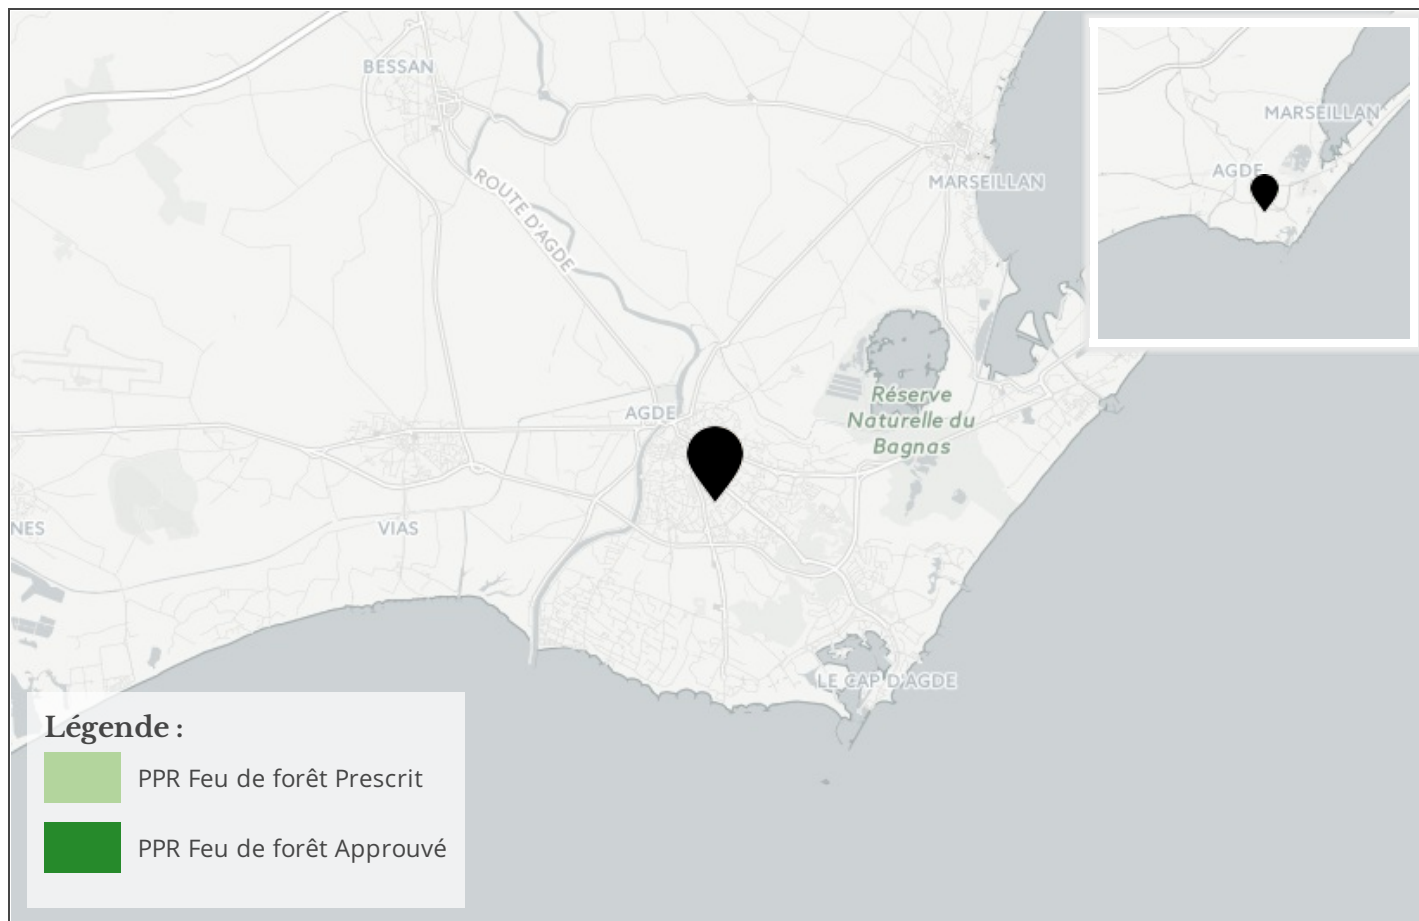 BESSAN
MARSEILLAN
AGDE
ROUTE D'AGDE
MARSEILLAN
Réserve
Naturelle du
Bagnas
AGDE
NES
VIAS
LE CAP D'AGDE
Légende :
PPR Feu de forêt Prescrit
PPR Feu de forêt Approuvé